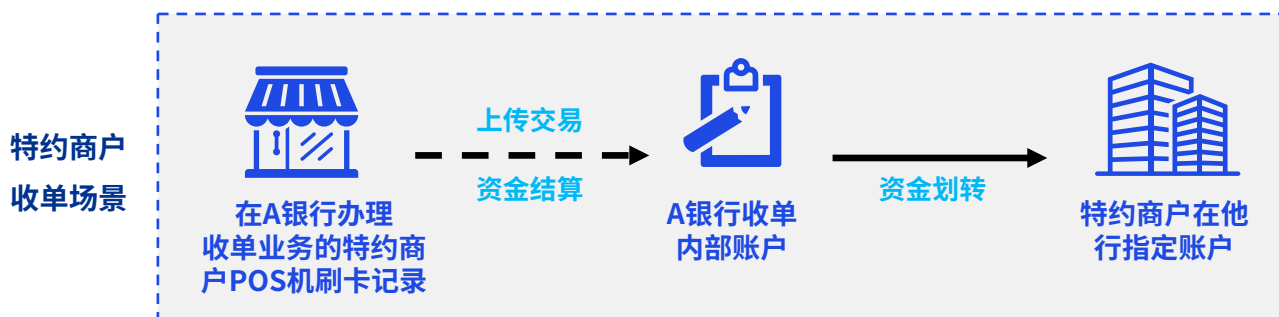 特约商户
收单场景
在A银行办理
收单业务的特约商
户POS机刷卡记录
上传交易
资金结算
A银行收单
内部账户
资金划转
特约商户在他
行指定账户